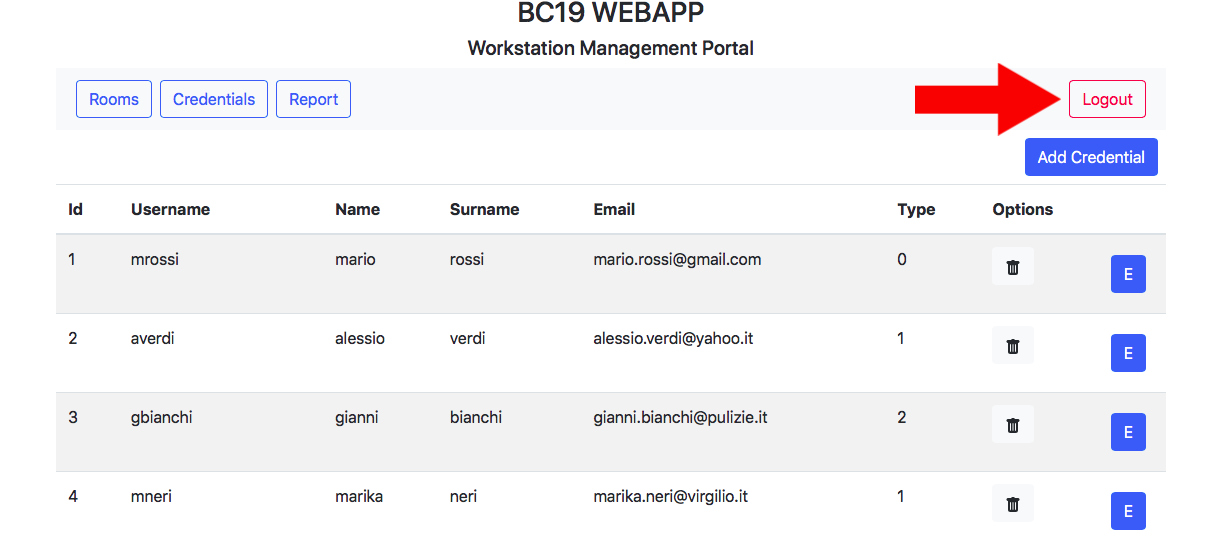 BC19 WEBAPP
Workstation Management Portal
Rooms Credentials Report Logout
Add Credential
Id Username Name Surname Email Type Options
1 mrossi mario rossi mario.rossi@gmail.com 0 E
2 averdi alessio verdi alessio.verdi@yahoo.it 1 E
3 gbianchi gianni bianchi gianni.bianchi@pulizie.it 2 E
4 mneri marika neri marika.neri@virgilio.it 1 E